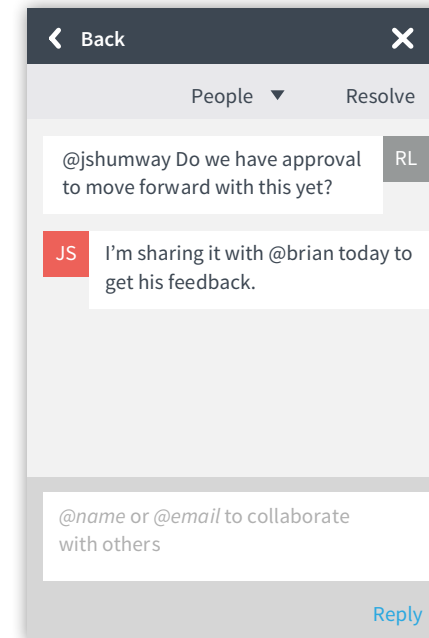 Back
People Resolve
@jshumway Do we have approval
to move forward with this yet?
RL
JS
I’m sharing it with @brian today to
get his feedback.
@name or @email to collaborate
with others
Reply